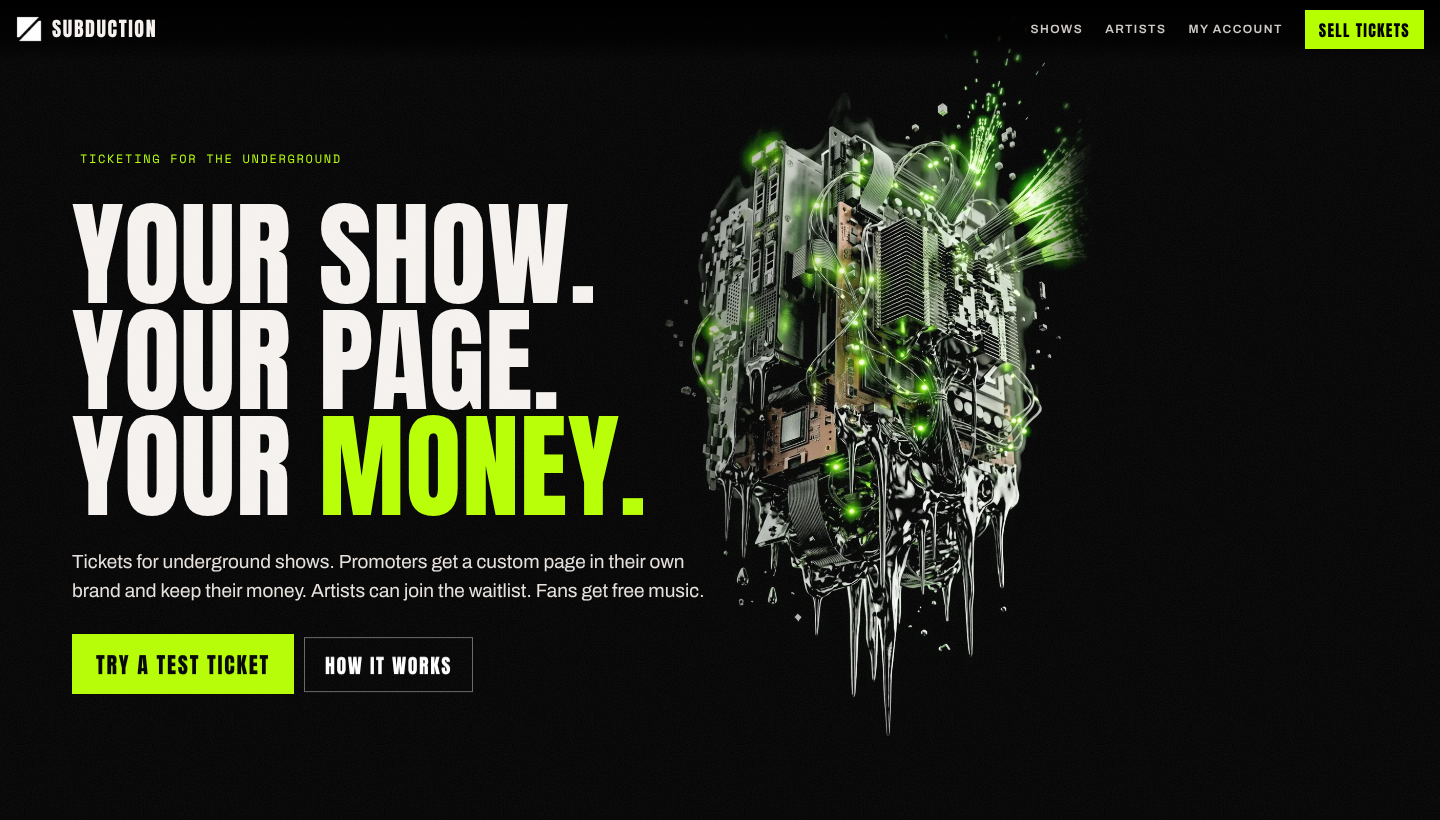 SUBDUCTION
SHOWS
ARTISTS
MY ACCOUNT
SELL TICKETS
TICKETING FOR THE UNDERGROUND
YOUR SHOW.
YOUR PAGE.
YOUR MONEY.
Tickets for underground shows. Promoters get a custom page in their own
brand and keep their money. Artists can join the waitlist. Fans get free music.
TRY A TEST TICKET
HOW IT WORKS